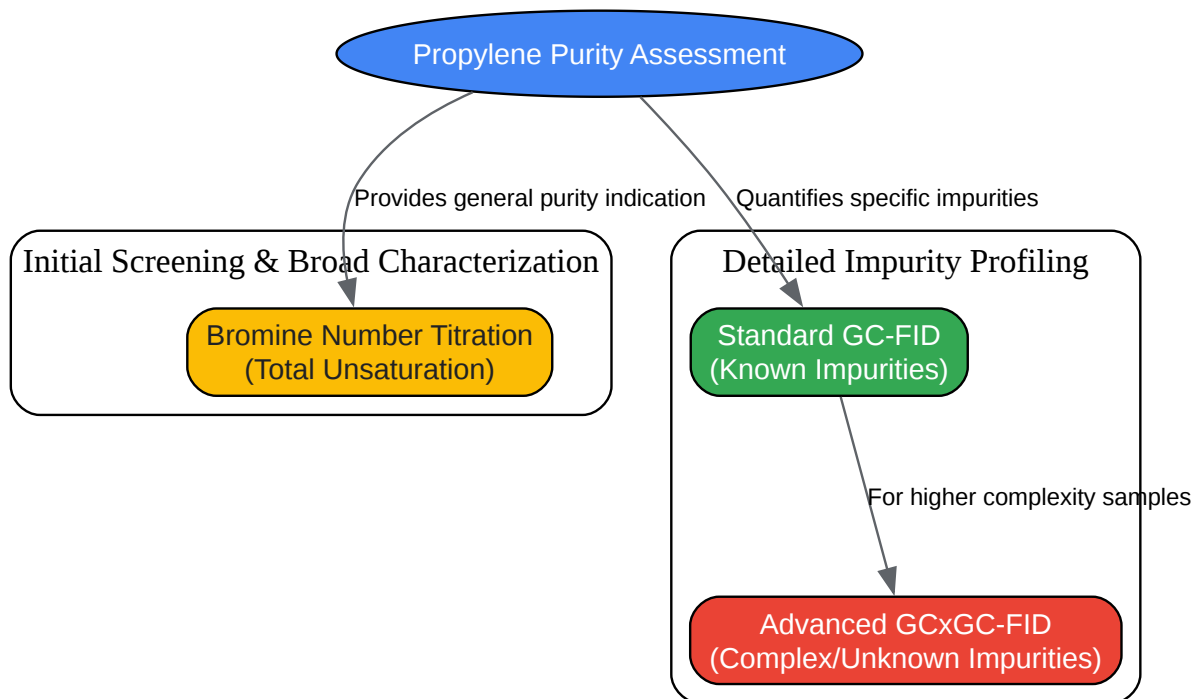 Propylene Purity Assessment
Provides general purity indication
Quantifies specific impurities
Initial Screening & Broad Characterization
Detailed Impurity Profiling
Bromine Number Titration
(Total Unsaturation)
Standard GC-FID
(Known Impurities)
For higher complexity samples
Advanced GCxGC-FID
(Complex/Unknown Impurities)